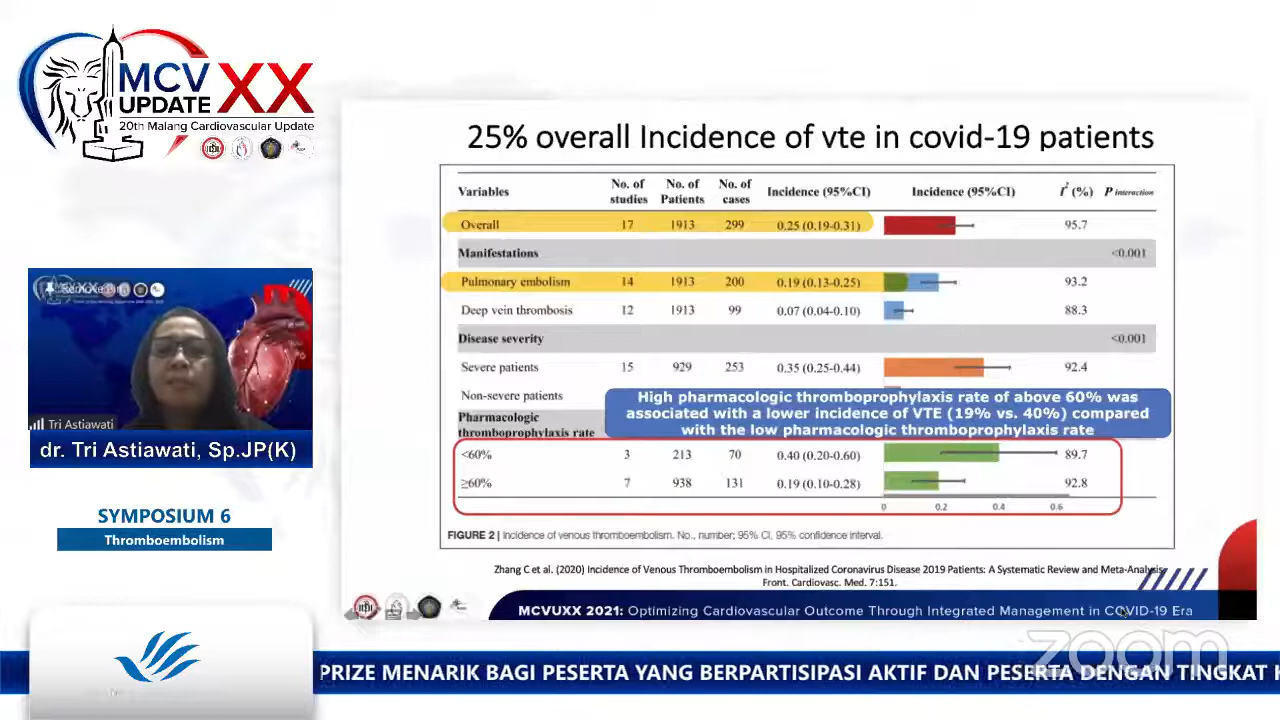 MCV XX
UPDATE
20th Malang Cardiovascular Update
Tri Astiawati
dr. Tri Astiawati, Sp.JP(K)
SYMPOSIUM 6
Thromboembolism
25% overall Incidence of vte in covid-19 patients
Variables No. of studies No. of Patients No. of cases Incidence (95%CI) Incidence (95%CI) I² (%) P interaction
Overall 17 1913 299 0.25 (0.19-0.31) 95.7
Manifestations <0.001
Pulmonary embolism 14 1913 200 0.19 (0.13-0.25) 93.2
Deep vein thrombosis 12 1913 99 0.07 (0.04-0.10) 88.3
Disease severity <0.001
Severe patients 15 929 253 0.35 (0.25-0.44) 92.4
Non-severe patients
High pharmacologic thromboprophylaxis rate of above 60% was
associated with a lower incidence of VTE (19% vs. 40%) compared
with the low pharmacologic thromboprophylaxis rate
Pharmacologic
thromboprophylaxis rate
<60% 3 213 70 0.40 (0.20-0.60) 89.7
≥60% 7 938 131 0.19 (0.10-0.28) 92.8
0 0.2 0.4 0.6
FIGURE 2 | Incidence of venous thromboembolism. No., number; 95% CI, 95% confidence interval.
Zhang C et al. (2020) Incidence of Venous Thromboembolism in Hospitalized Coronavirus Disease 2019 Patients: A Systematic Review and Meta-Analysis.
Front. Cardiovasc. Med. 7:151.
MCVUXX 2021: Optimizing Cardiovascular Outcome Through Integrated Management in COVID-19 Era
zoom
PRIZE MENARIK BAGI PESERTA YANG BERPARTISIPASI AKTIF DAN PESERTA DENGAN TINGKAT